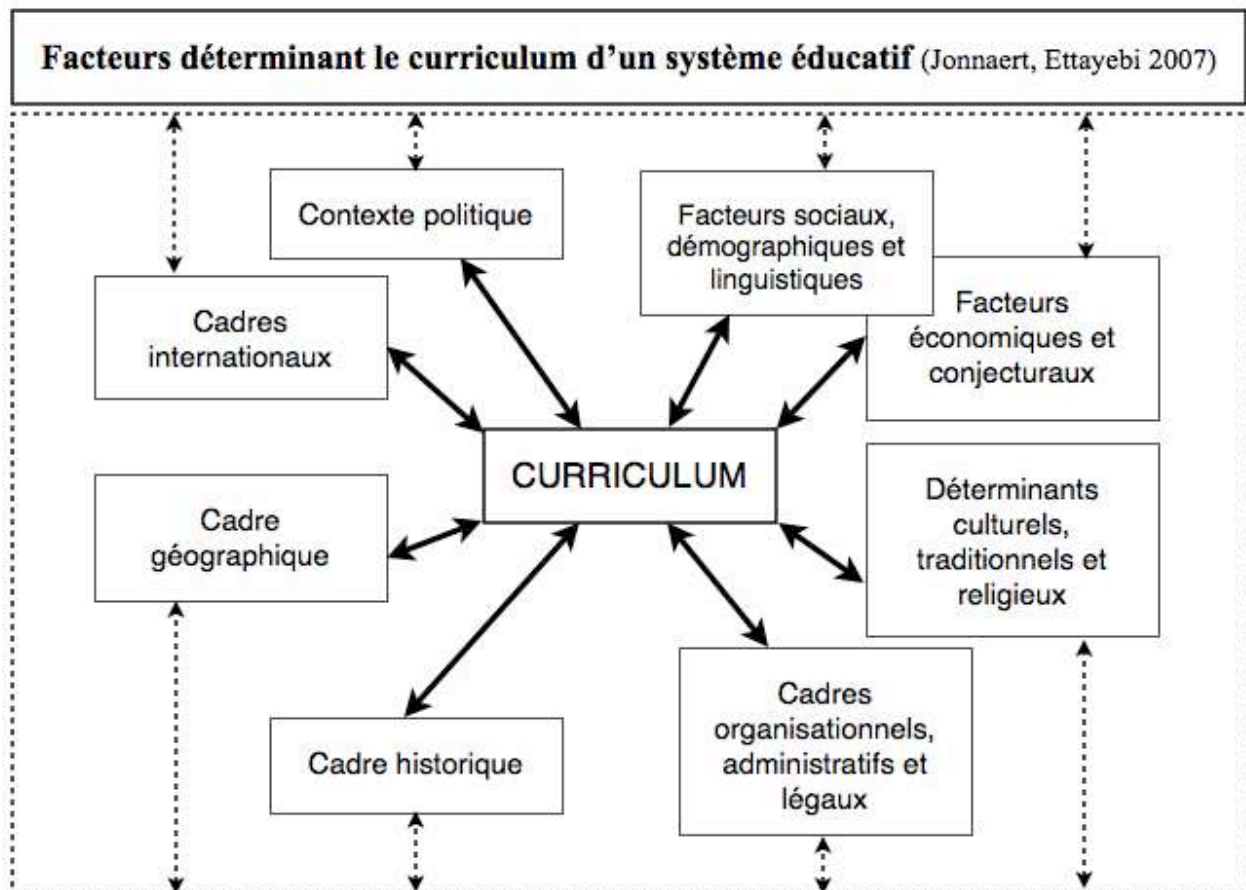 Facteurs déterminant le curriculum d'un système éducatif (Jonnaert, Ettayebi 2007)
Contexte politique
Facteurs sociaux,
démographiques et
linguistiques
Cadres
internationaux
Facteurs
économiques et
conjecturaux
CURRICULUM
Cadre
géographique
Déterminants
culturels,
traditionnels et
religieux
Cadre historique
Cadres
organisationnels,
administratifs et
légaux